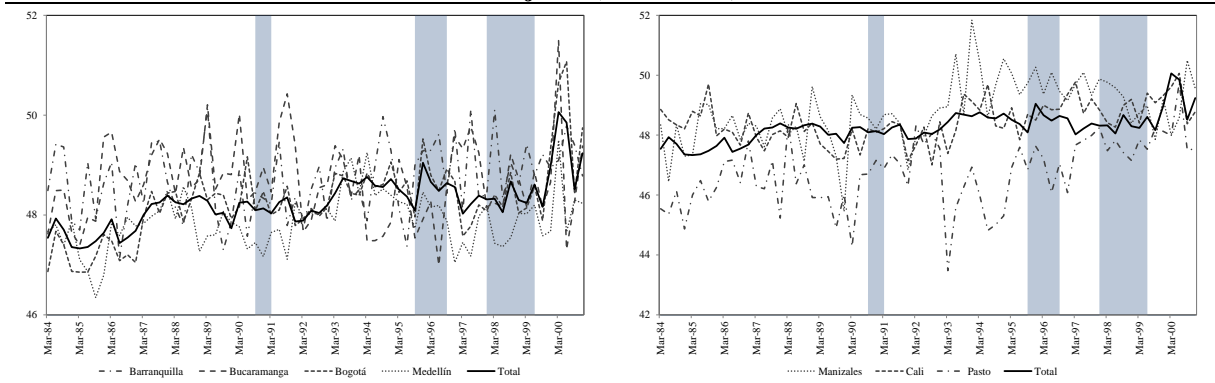 52
50
48
46
Mar-84
Mar-85
Mar-86
Mar-87
Mar-88
Mar-89
Mar-90
Mar-91
Mar-92
Mar-93
Mar-94
Mar-95
Mar-96
Mar-97
Mar-98
Mar-99
Mar-00
Barranquilla Bucaramanga Bogotá Medellín Total
52
50
48
46
44
42
Mar-84
Mar-85
Mar-86
Mar-87
Mar-88
Mar-89
Mar-90
Mar-91
Mar-92
Mar-93
Mar-94
Mar-95
Mar-96
Mar-97
Mar-98
Mar-99
Mar-00
Manizales Cali Pasto Total